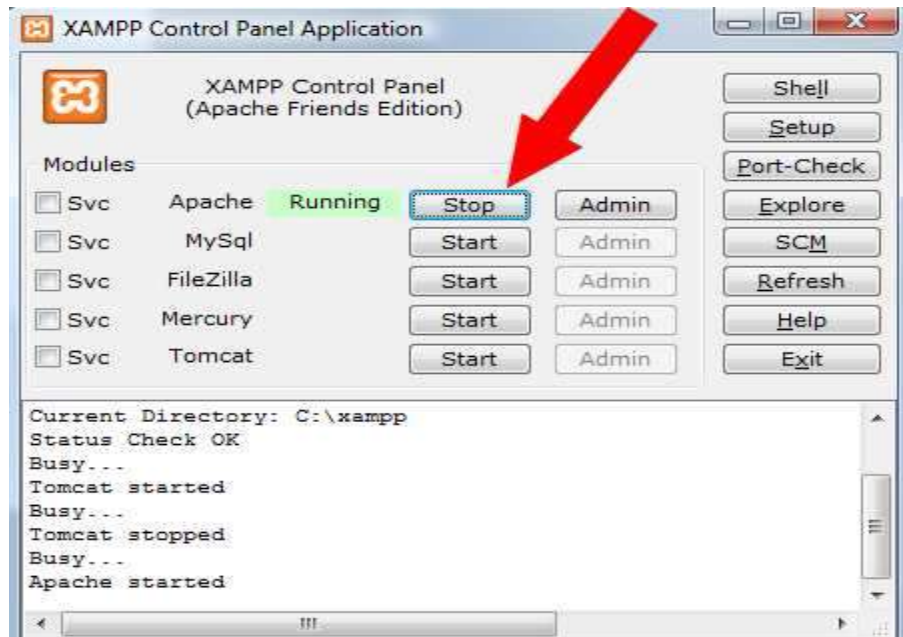 XAMPP Control Panel Application
XAMPP Control Panel
(Apache Friends Edition)
Shell
Setup
Port-Check
Explore
SCM
Refresh
Help
Exit
Modules
Svc Apache Running Stop Admin
Svc MySql Start Admin
Svc FileZilla Start Admin
Svc Mercury Start Admin
Svc Tomcat Start Admin
Current Directory: C:\xampp
Status Check OK
Busy...
Tomcat started
Busy...
Tomcat stopped
Busy...
Apache started